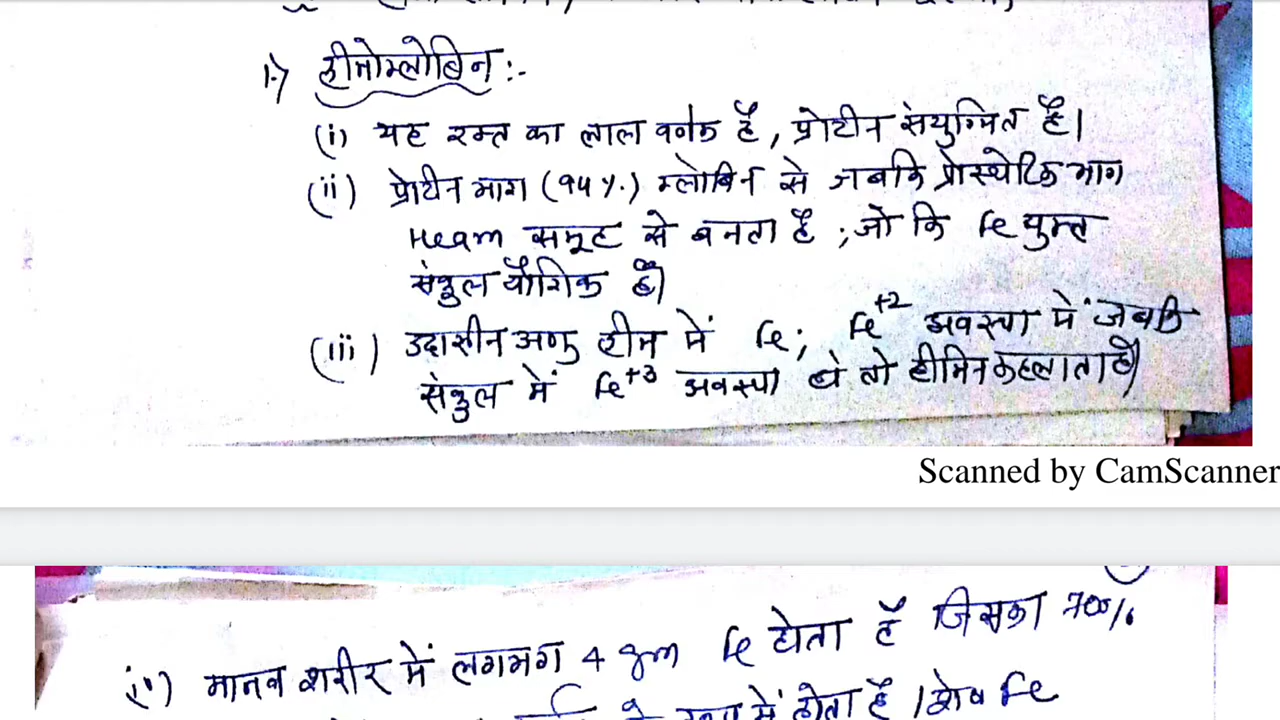 1.) हीमोग्लोबिन :-
(i) यह रक्त का लाल वर्णक है, प्रोटीन संयुग्मित है।
(ii) प्रोटीन भाग (94%) ग्लोबिन से जबकि प्रोस्थेटिक भाग
Heam समूह से बनता है ; जो कि Fe युक्त
संकुल यौगिक है।
(iii) उदासीन अणु हीम में Fe; Fe+2 अवस्था में जबकि
संकुल में Fe+3 अवस्था हो तो हीमिन कहलाता है।
Scanned by CamScanner
मानव शरीर में लगभग 4 gm Fe होता है जिसका 70%
में होता है । शेष Fe